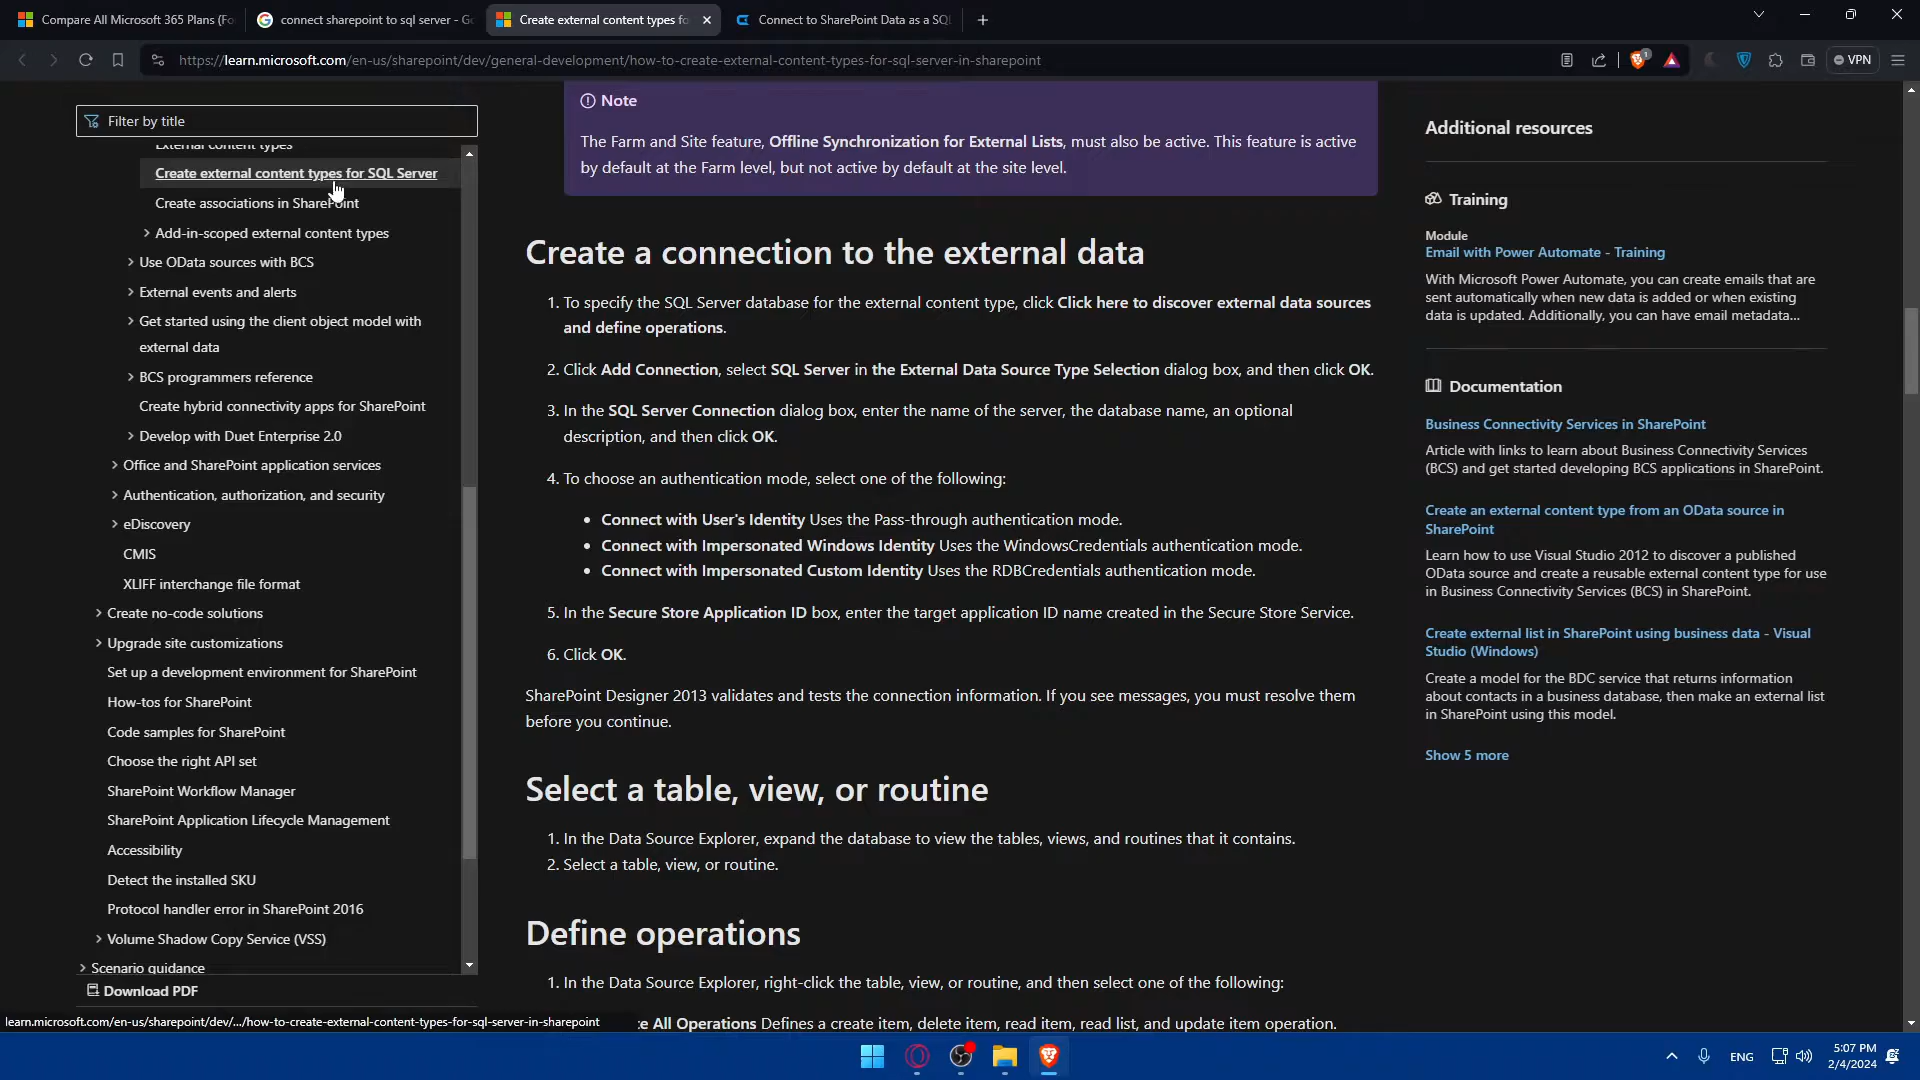 Compare All Microsoft 365 Plans (Fo
connect sharepoint to sql server - G
Create external content types fo
Connect to SharePoint Data as a SQL
https://learn.microsoft.com/en-us/sharepoint/dev/general-development/how-to-create-external-content-types-for-sql-server-in-sharepoint
1
VPN
Filter by title
External content types
Create external content types for SQL Server
Create associations in SharePoint
Add-in-scoped external content types
Use OData sources with BCS
External events and alerts
Get started using the client object model with
external data
BCS programmers reference
Create hybrid connectivity apps for SharePoint
Develop with Duet Enterprise 2.0
Office and SharePoint application services
Authentication, authorization, and security
eDiscovery
CMIS
XLIFF interchange file format
Create no-code solutions
Upgrade site customizations
Set up a development environment for SharePoint
How-tos for SharePoint
Code samples for SharePoint
Choose the right API set
SharePoint Workflow Manager
SharePoint Application Lifecycle Management
Accessibility
Detect the installed SKU
Protocol handler error in SharePoint 2016
Volume Shadow Copy Service (VSS)
Scenario guidance
Download PDF
learn.microsoft.com/en-us/sharepoint/dev/.../how-to-create-external-content-types-for-sql-server-in-sharepoint
Note
The Farm and Site feature, Offline Synchronization for External Lists, must also be active. This feature is active
by default at the Farm level, but not active by default at the site level.
Create a connection to the external data
1. To specify the SQL Server database for the external content type, click Click here to discover external data sources
and define operations.
2. Click Add Connection, select SQL Server in the External Data Source Type Selection dialog box, and then click OK.
3. In the SQL Server Connection dialog box, enter the name of the server, the database name, an optional
description, and then click OK.
4. To choose an authentication mode, select one of the following:
• Connect with User's Identity Uses the Pass-through authentication mode.
• Connect with Impersonated Windows Identity Uses the WindowsCredentials authentication mode.
• Connect with Impersonated Custom Identity Uses the RDBCredentials authentication mode.
5. In the Secure Store Application ID box, enter the target application ID name created in the Secure Store Service.
6. Click OK.
SharePoint Designer 2013 validates and tests the connection information. If you see messages, you must resolve them
before you continue.
Select a table, view, or routine
1. In the Data Source Explorer, expand the database to view the tables, views, and routines that it contains.
2. Select a table, view, or routine.
Define operations
1. In the Data Source Explorer, right-click the table, view, or routine, and then select one of the following:
te All Operations Defines a create item, delete item, read item, read list, and update item operation.
Additional resources
Training
Module
Email with Power Automate - Training
With Microsoft Power Automate, you can create emails that are
sent automatically when new data is added or when existing
data is updated. Additionally, you can have email metadata...
Documentation
Business Connectivity Services in SharePoint
Article with links to learn about Business Connectivity Services
(BCS) and get started developing BCS applications in SharePoint.
Create an external content type from an OData source in
SharePoint
Learn how to use Visual Studio 2012 to discover a published
OData source and create a reusable external content type for use
in Business Connectivity Services (BCS) in SharePoint.
Create external list in SharePoint using business data - Visual
Studio (Windows)
Create a model for the BDC service that returns information
about contacts in a business database, then make an external list
in SharePoint using this model.
Show 5 more
ENG
5:07 PM
2/4/2024